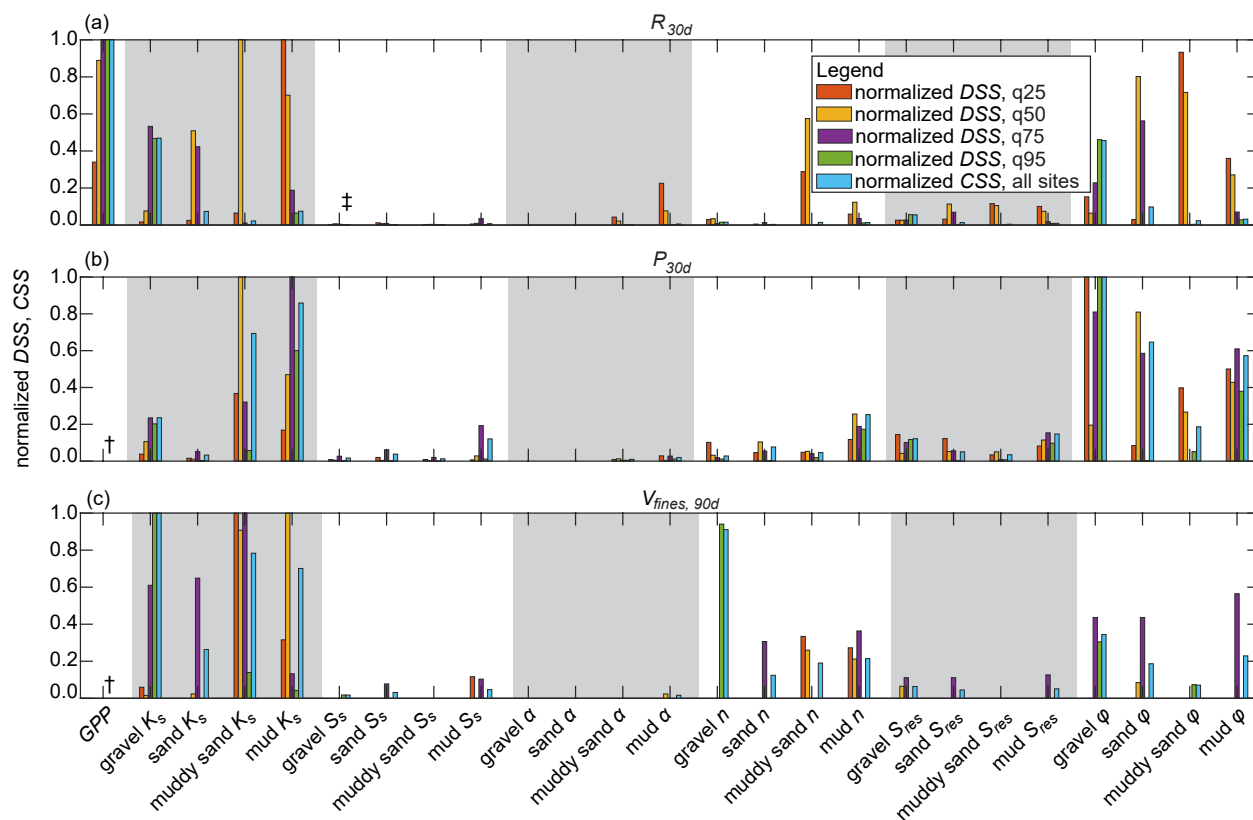 (a)
R30d
1.0
0.8
0.6
0.4
0.2
0.0
‡
Legend
normalized DSS, q25
normalized DSS, q50
normalized DSS, q75
normalized DSS, q95
normalized CSS, all sites
(b)
P30d
1.0
0.8
0.6
0.4
0.2
0.0
†
normalized DSS, CSS
(c)
Vfines, 90d
1.0
0.8
0.6
0.4
0.2
0.0
†
GPP
gravel Ks
sand Ks
muddy sand Ks
mud Ks
gravel Ss
sand Ss
muddy sand Ss
mud Ss
gravel α
sand α
muddy sand α
mud α
gravel n
sand n
muddy sand n
mud n
gravel Sres
sand Sres
muddy sand Sres
mud Sres
gravel φ
sand φ
muddy sand φ
mud φ